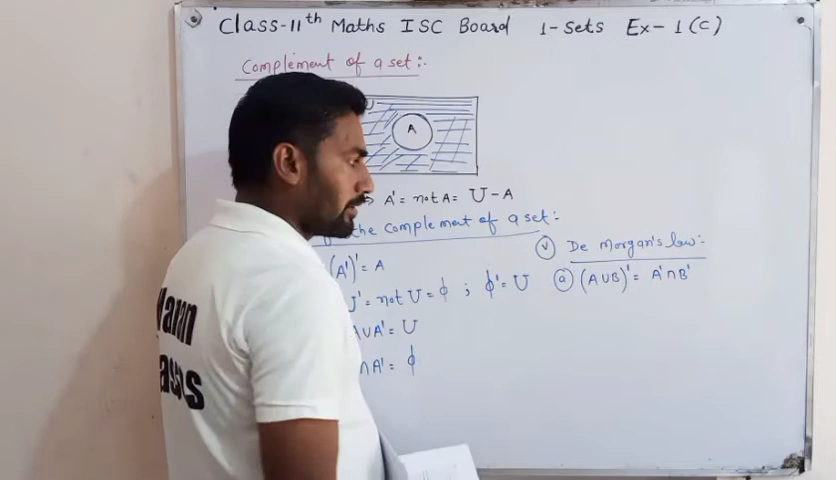 Class-11th Maths ISC Board 1-Sets Ex-1(C)
Complement of a set:-
A
A' = not A = U - A
the complement of a set:-
(A')' = A
U' = not U = ϕ ; ϕ' = U
A∪A' = U
∩A' = ϕ
(v) De Morgan's law:-
(a) (A∪B)' = A'∩B'